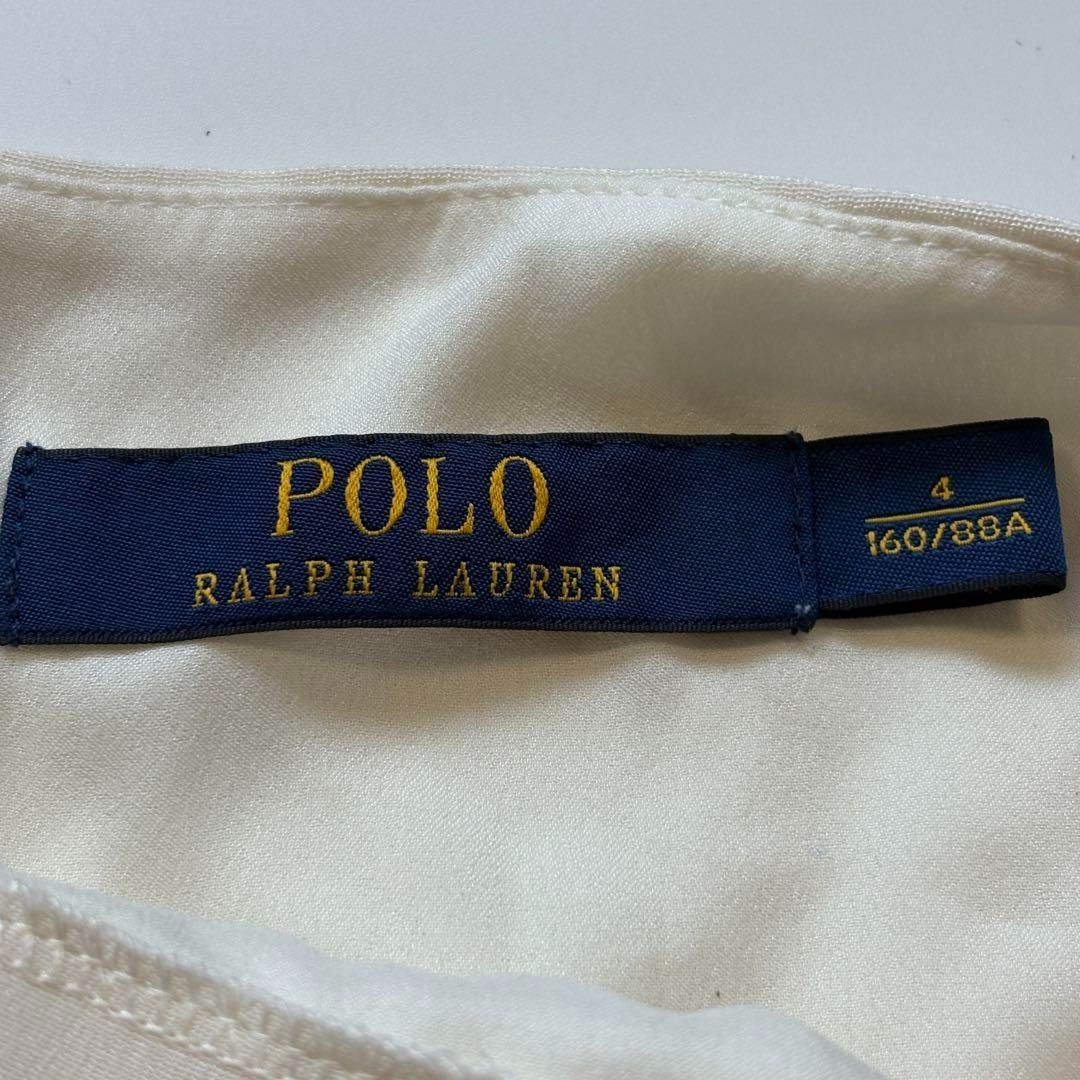 POLO
RALPH LAUREN
4
160/88A